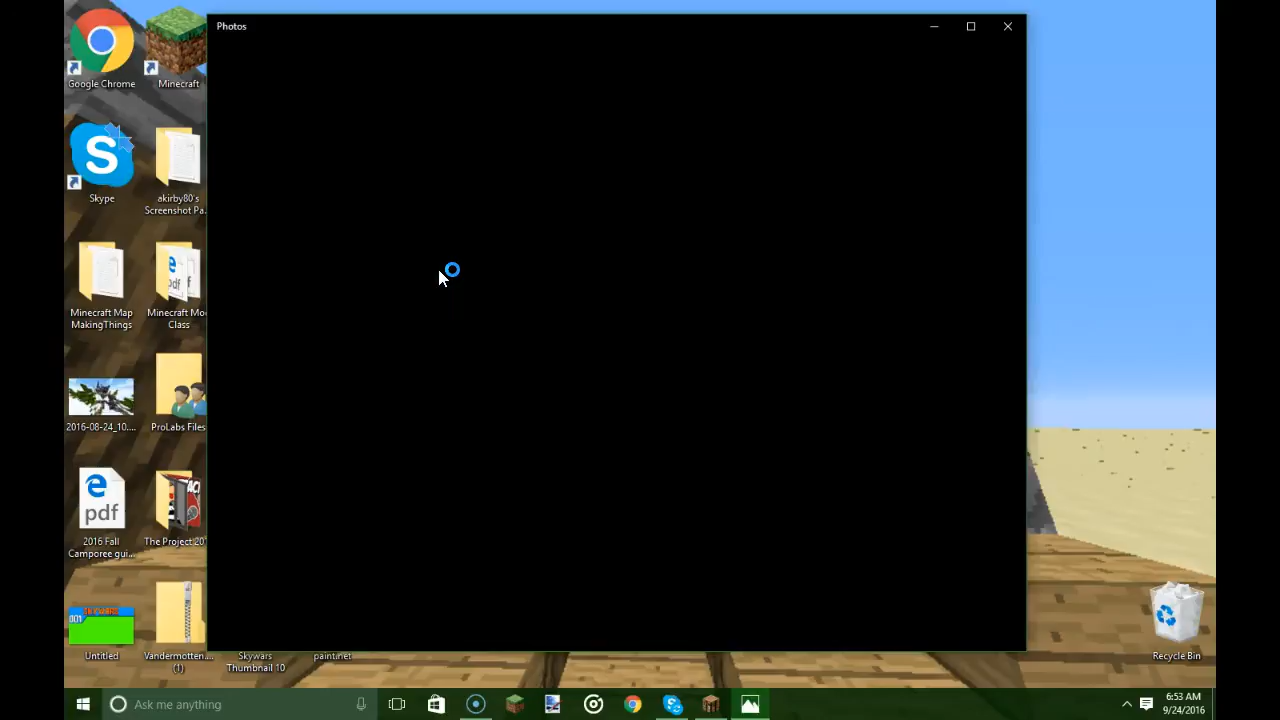 Photos
Google Chrome
Minecraft
S
Skype
akirby80's
Screenshot Pa...
Minecraft Map
MakingThings
pdf
Minecraft Mo
Class
2016-08-24_10....
ProLabs Files
pdf
2016 Fall
Camporee gui...
The Project 20
001
Untitled
Vandermotten....
(1)
Skywars
Thumbnail 10
paint.net
Recycle Bin
Ask me anything
6:53 AM
9/24/2016